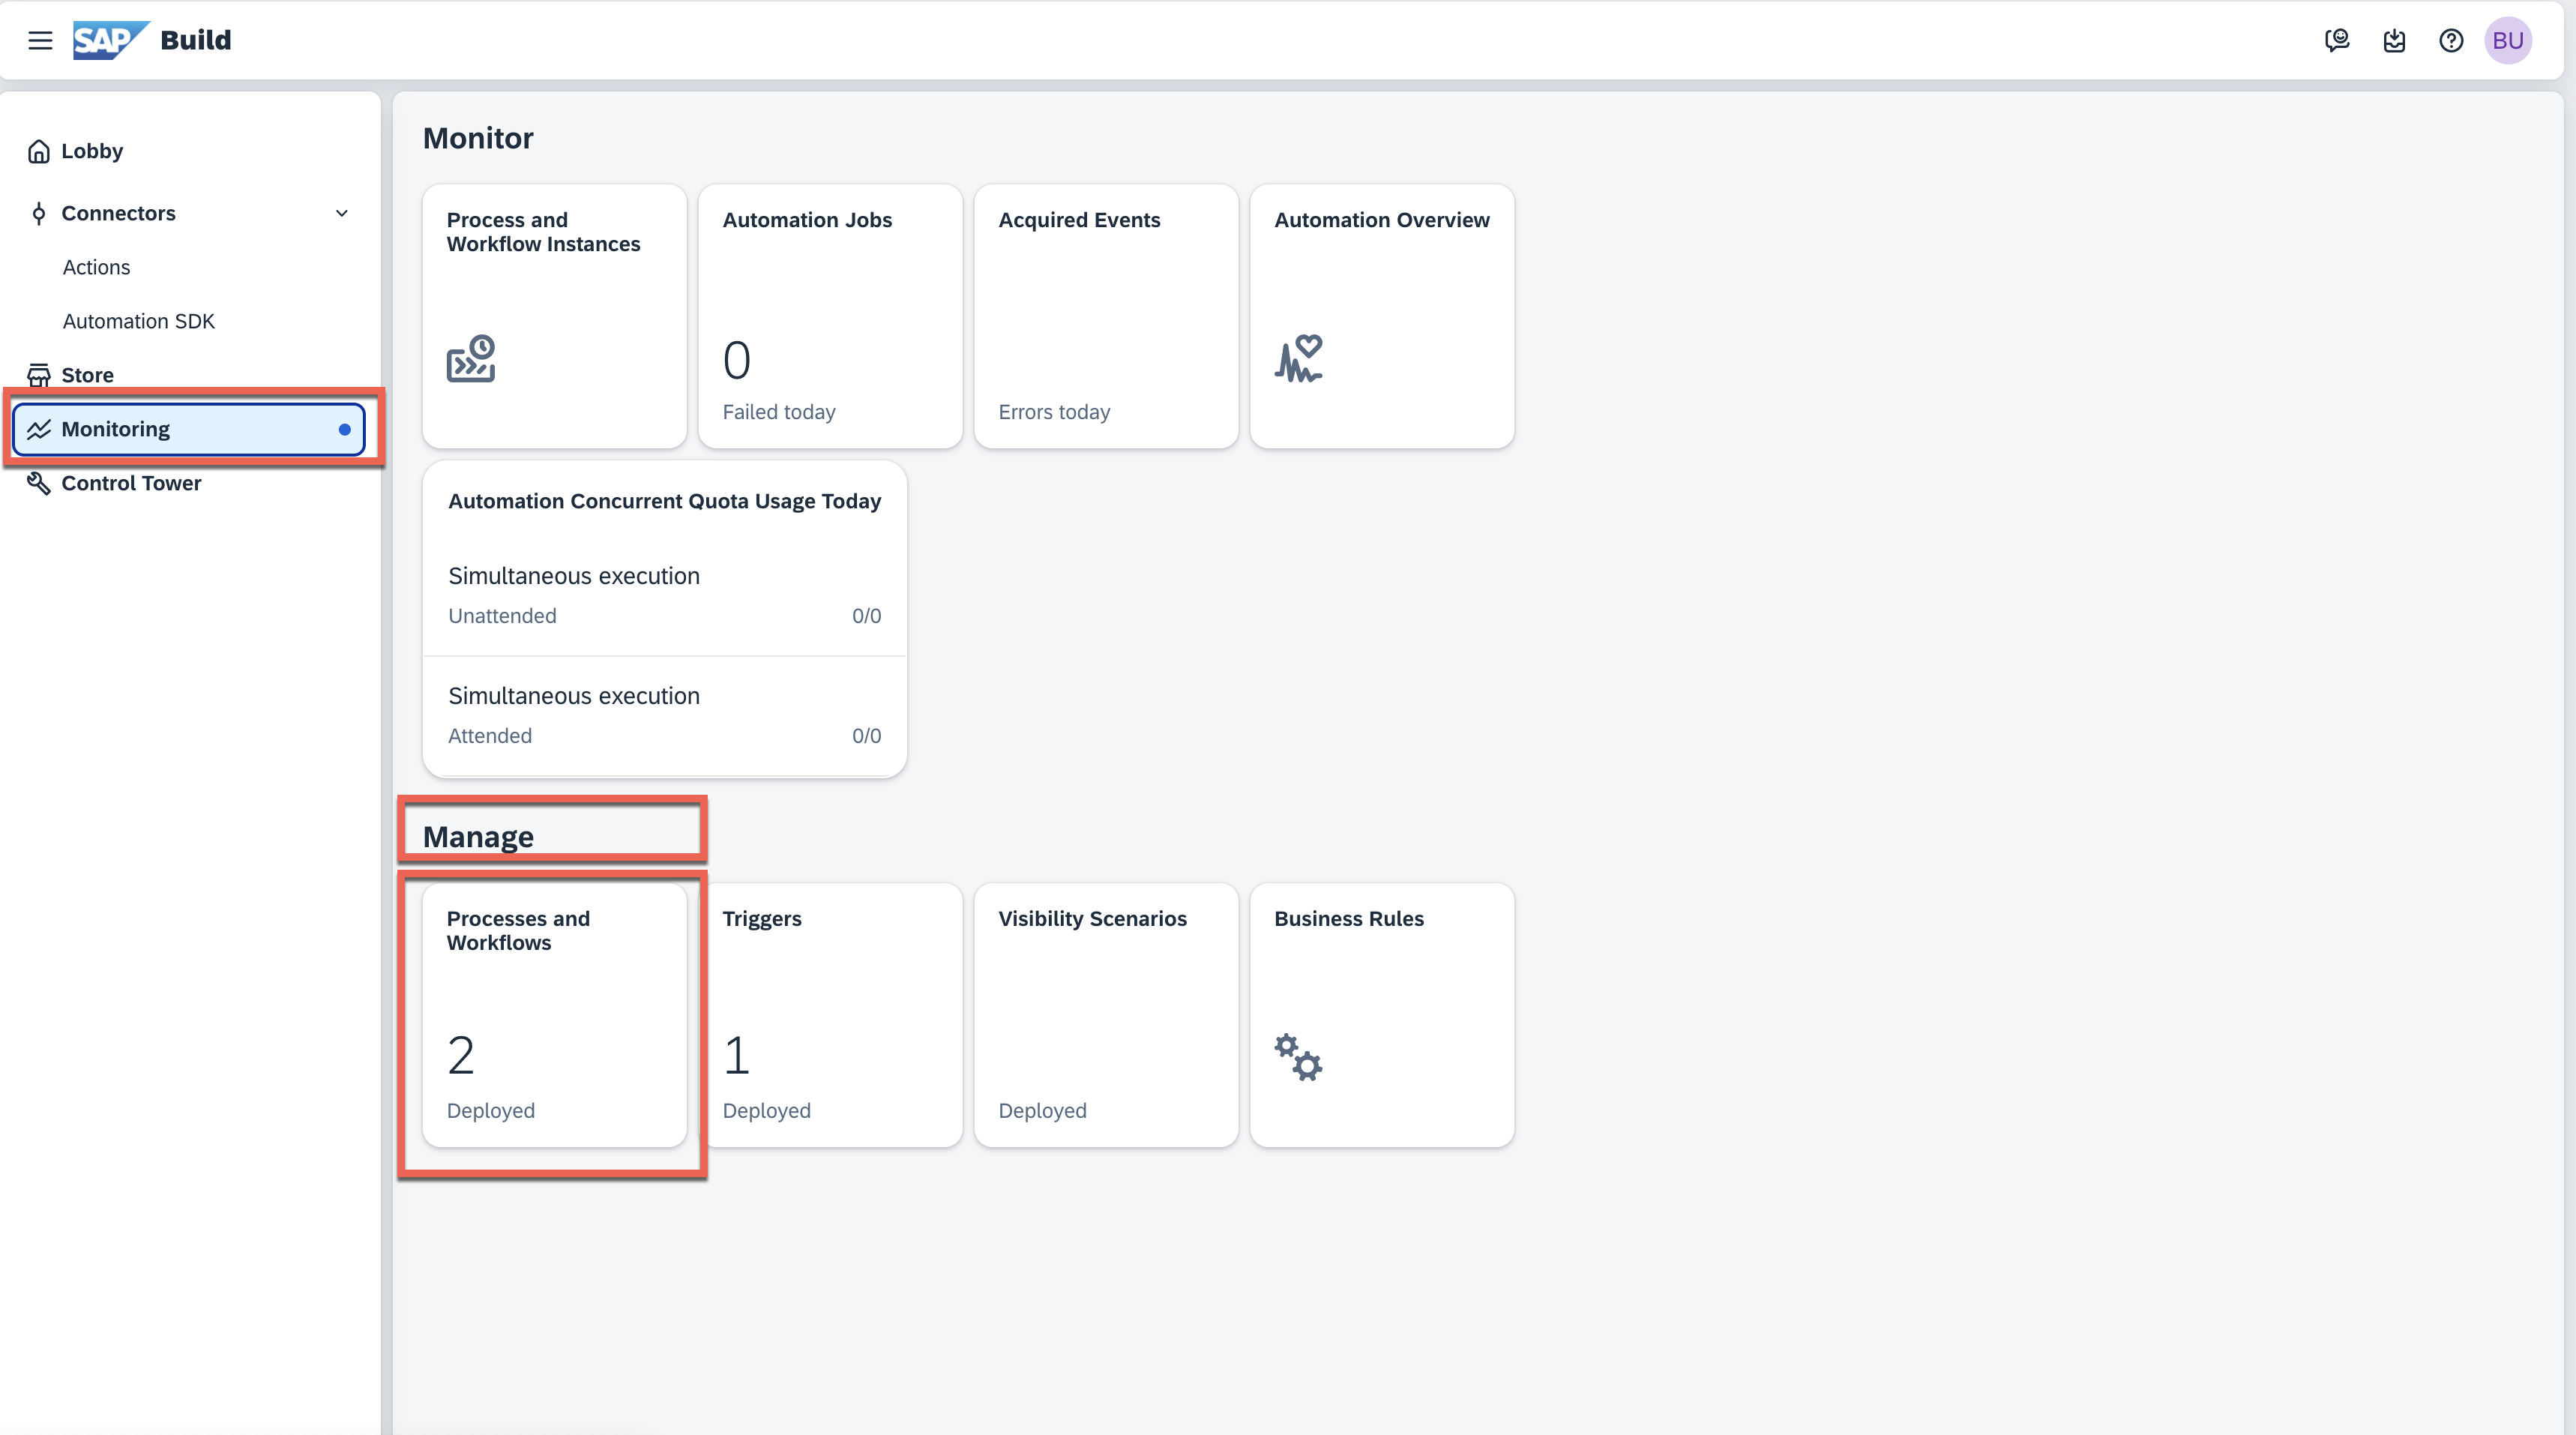 SAP Build
BU
Lobby
Connectors
Actions
Automation SDK
Store
Monitoring
Control Tower
Monitor
Process and
Workflow Instances
Automation Jobs
0
Failed today
Acquired Events
Errors today
Automation Overview
Automation Concurrent Quota Usage Today
Simultaneous execution
Unattended 0/0
Simultaneous execution
Attended 0/0
Manage
Processes and
Workflows
2
Deployed
Triggers
1
Deployed
Visibility Scenarios
Deployed
Business Rules